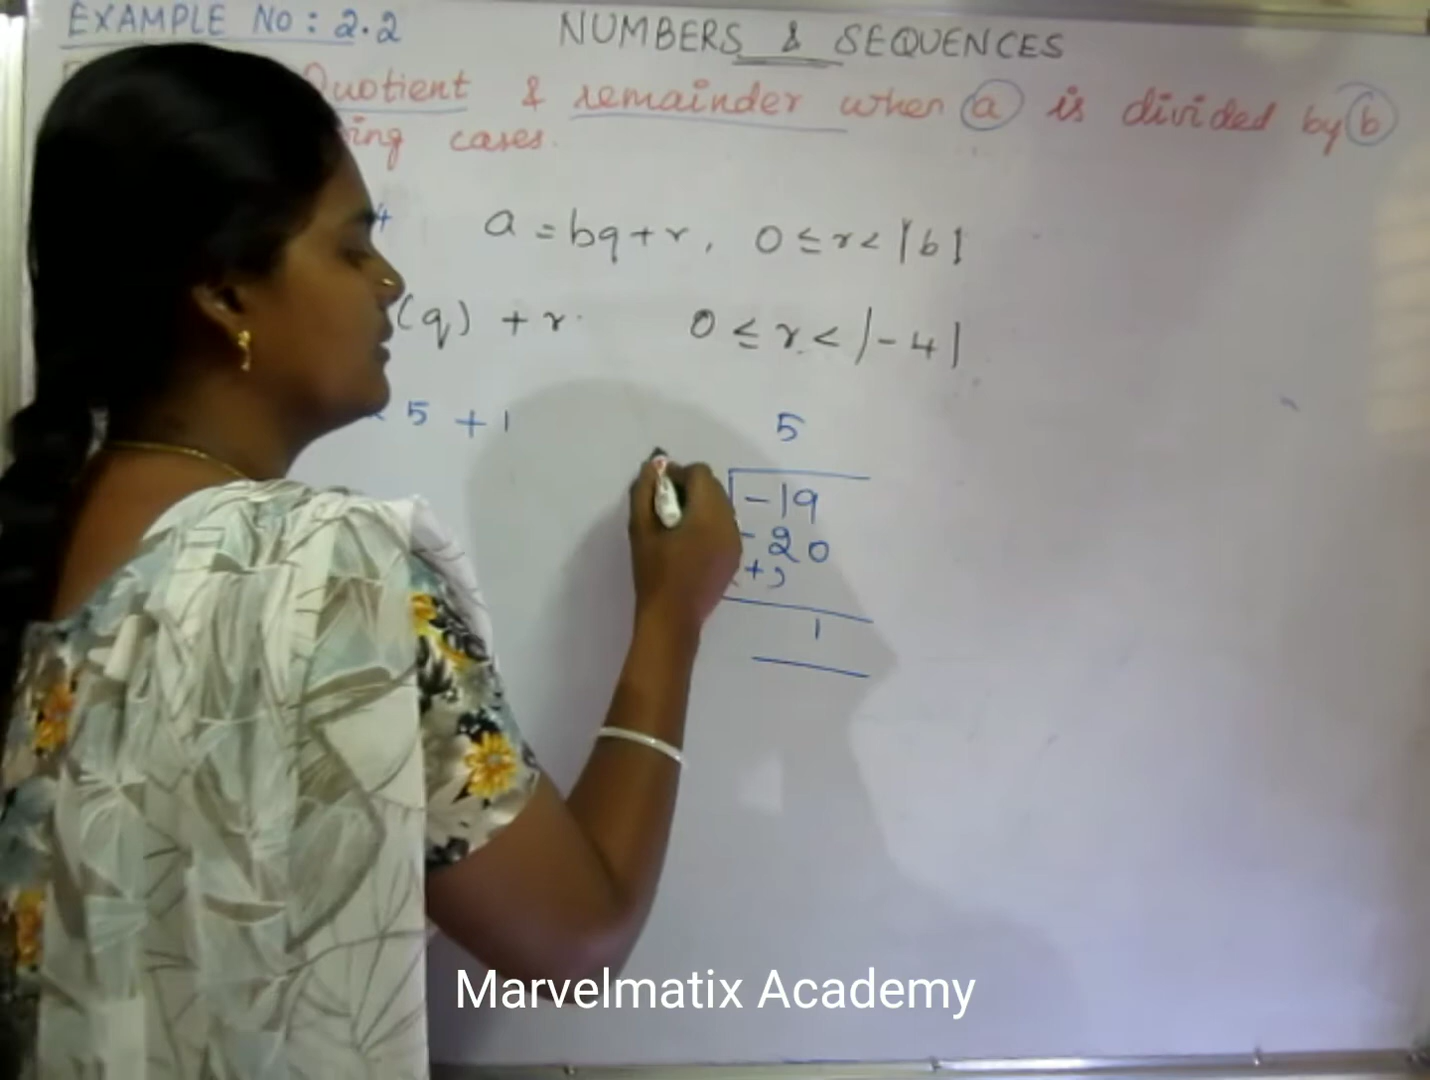 EXAMPLE No: 2.2
NUMBERS & SEQUENCES
Quotient & remainder when a is divided by b
cases.
4 a = bq + r, 0 ≤ r < |b|
(q) + r. 0 ≤ r < |-4|
5 + 1
5
-19
-20
+
1
Marvelmatix Academy